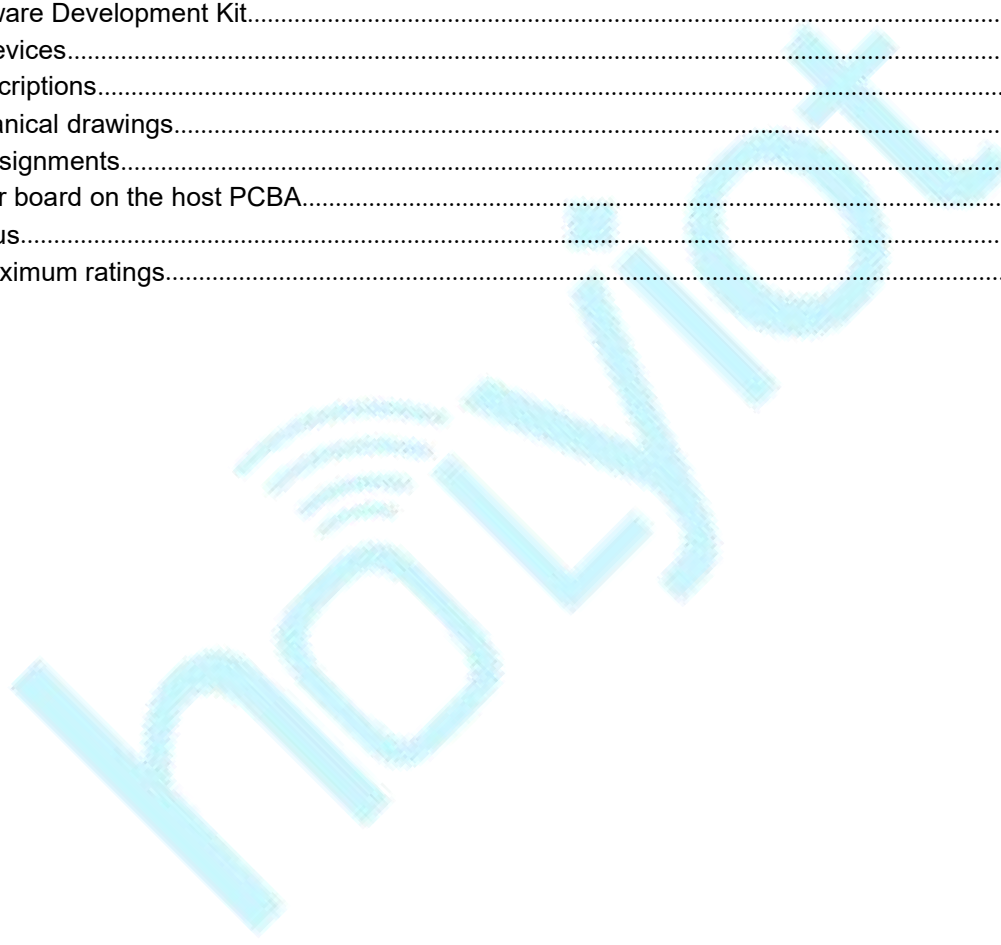 ware Development Kit........................................................................................................
evices.................................................................................................................................
criptions.............................................................................................................................
anical drawings..................................................................................................................
signments..........................................................................................................................
r board on the host PCBA................................................................................................
us........................................................................................................................................
ximum ratings....................................................................................................................
holyiot